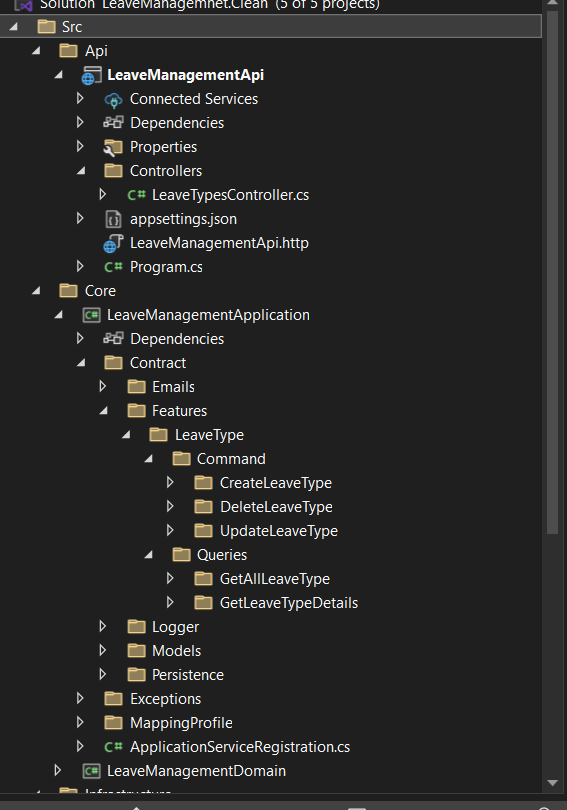 Solution 'LeaveManagemnet.Clean' (5 of 5 projects)
Src
Api
LeaveManagementApi
Connected Services
Dependencies
Properties
Controllers
C# LeaveTypesController.cs
appsettings.json
LeaveManagementApi.http
C# Program.cs
Core
C# LeaveManagementApplication
Dependencies
Contract
Emails
Features
LeaveType
Command
CreateLeaveType
DeleteLeaveType
UpdateLeaveType
Queries
GetAllLeaveType
GetLeaveTypeDetails
Logger
Models
Persistence
Exceptions
MappingProfile
C# ApplicationServiceRegistration.cs
C# LeaveManagementDomain
Infrastructure